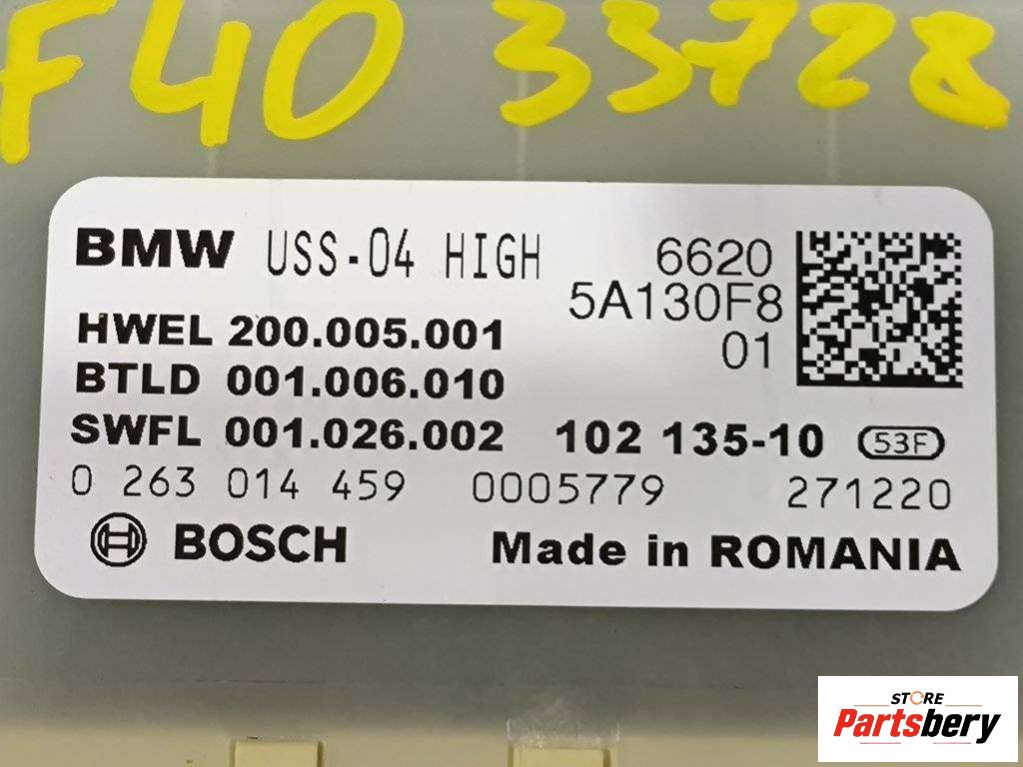 F40 33728
BMW USS-04 HIGH 6620
5A130F8
HWEL 200.005.001 01
BTLD 001.006.010
SWFL 001.026.002 102 135-10 53F
0 263 014 459 0005779 271220
BOSCH Made in ROMANIA
STORE
Partsbery